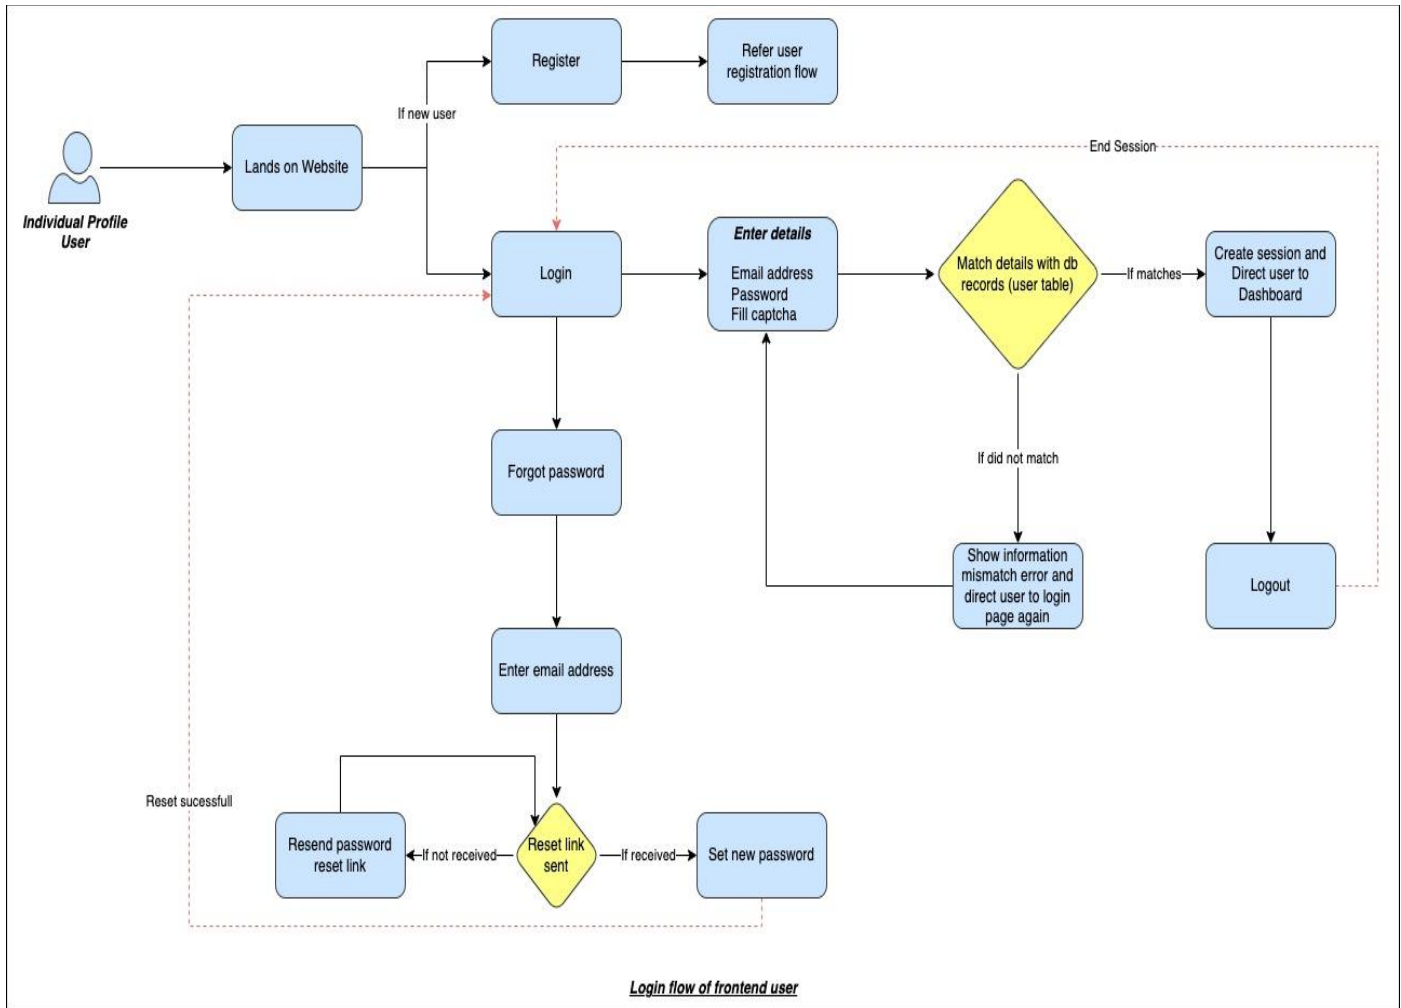 Register
Refer user
registration flow
If new user
Individual Profile
User
Lands on Website
End Session
Login
Enter details
Email address
Password
Fill captcha
Match details with db
records (user table)
If matches
Create session and
Direct user to
Dashboard
If did not match
Forgot password
Show information
mismatch error and
direct user to login
page again
Logout
Enter email address
Reset sucessfull
Resend password
reset link
If not received
Reset link
sent
If received
Set new password
Login flow of frontend user